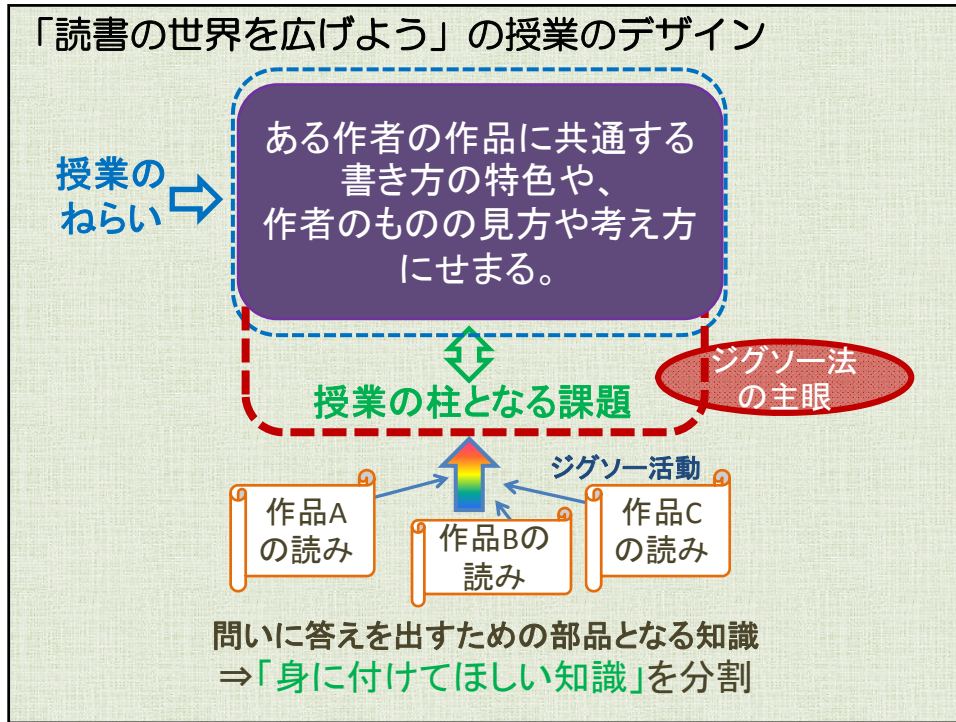 「読書の世界を広げよう」の授業のデザイン
授業の
ねらい
ある作者の作品に共通する
書き方の特色や、
作者のものの見方や考え方
にせまる。
ジグソー法
の主眼
授業の柱となる課題
ジグソー活動
作品A
の読み
作品Bの
読み
作品C
の読み
問いに答えを出すための部品となる知識
⇒「身に付けてほしい知識」を分割